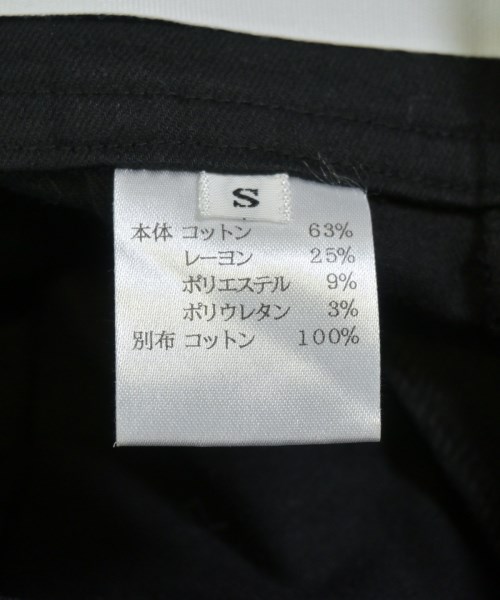 S
本体 コットン 63%
レーヨン 25%
ポリエステル 9%
ポリウレタン 3%
別布 コットン 100%